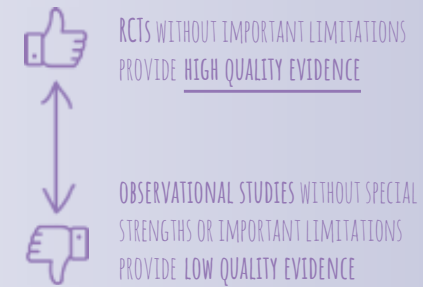 RCTs WITHOUT IMPORTANT LIMITATIONS
PROVIDE HIGH QUALITY EVIDENCE
OBSERVATIONAL STUDIES WITHOUT SPECIAL
STRENGTHS OR IMPORTANT LIMITATIONS
PROVIDE LOW QUALITY EVIDENCE